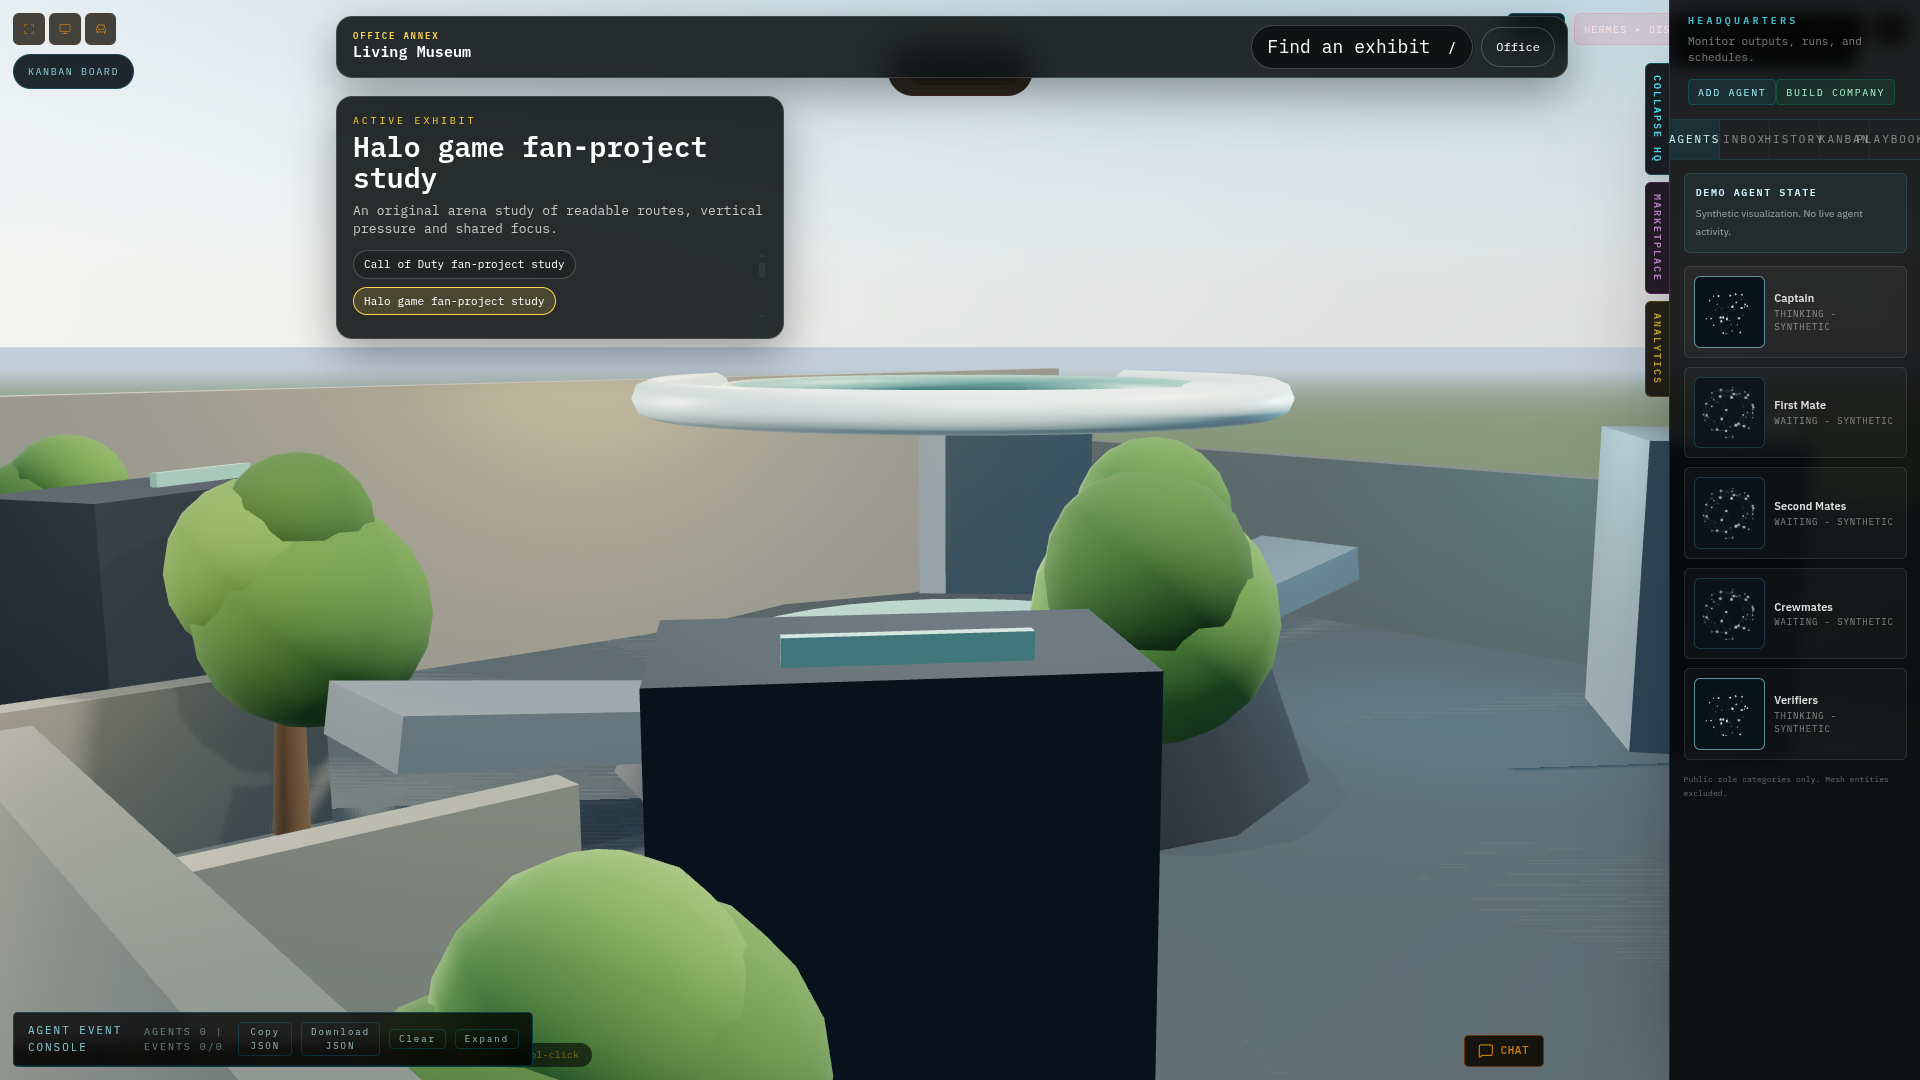 KANBAN BOARD
OFFICE ANNEX
Living Museum
Find an exhibit /
Office
HERMES • DIS
ACTIVE EXHIBIT
Halo game fan-project
study
An original arena study of readable routes, vertical
pressure and shared focus.
Call of Duty fan-project study
Halo game fan-project study
COLLAPSE HQ
MARKETPLACE
ANALYTICS
HEADQUARTERS
Monitor outputs, runs, and
schedules.
ADD AGENT
BUILD COMPANY
AGENTS
INBOX
HISTORY
KANBAN
PLAYBOOK
DEMO AGENT STATE
Synthetic visualization. No live agent
activity.
Captain
THINKING -
SYNTHETIC
First Mate
WAITING - SYNTHETIC
Second Mates
WAITING - SYNTHETIC
Crewmates
WAITING - SYNTHETIC
Verifiers
THINKING -
SYNTHETIC
Public role categories only. Mesh entities
excluded.
AGENT EVENT
CONSOLE
AGENTS 0 |
EVENTS 0/0
Copy
JSON
Download
JSON
Clear
Expand
ol-click
CHAT